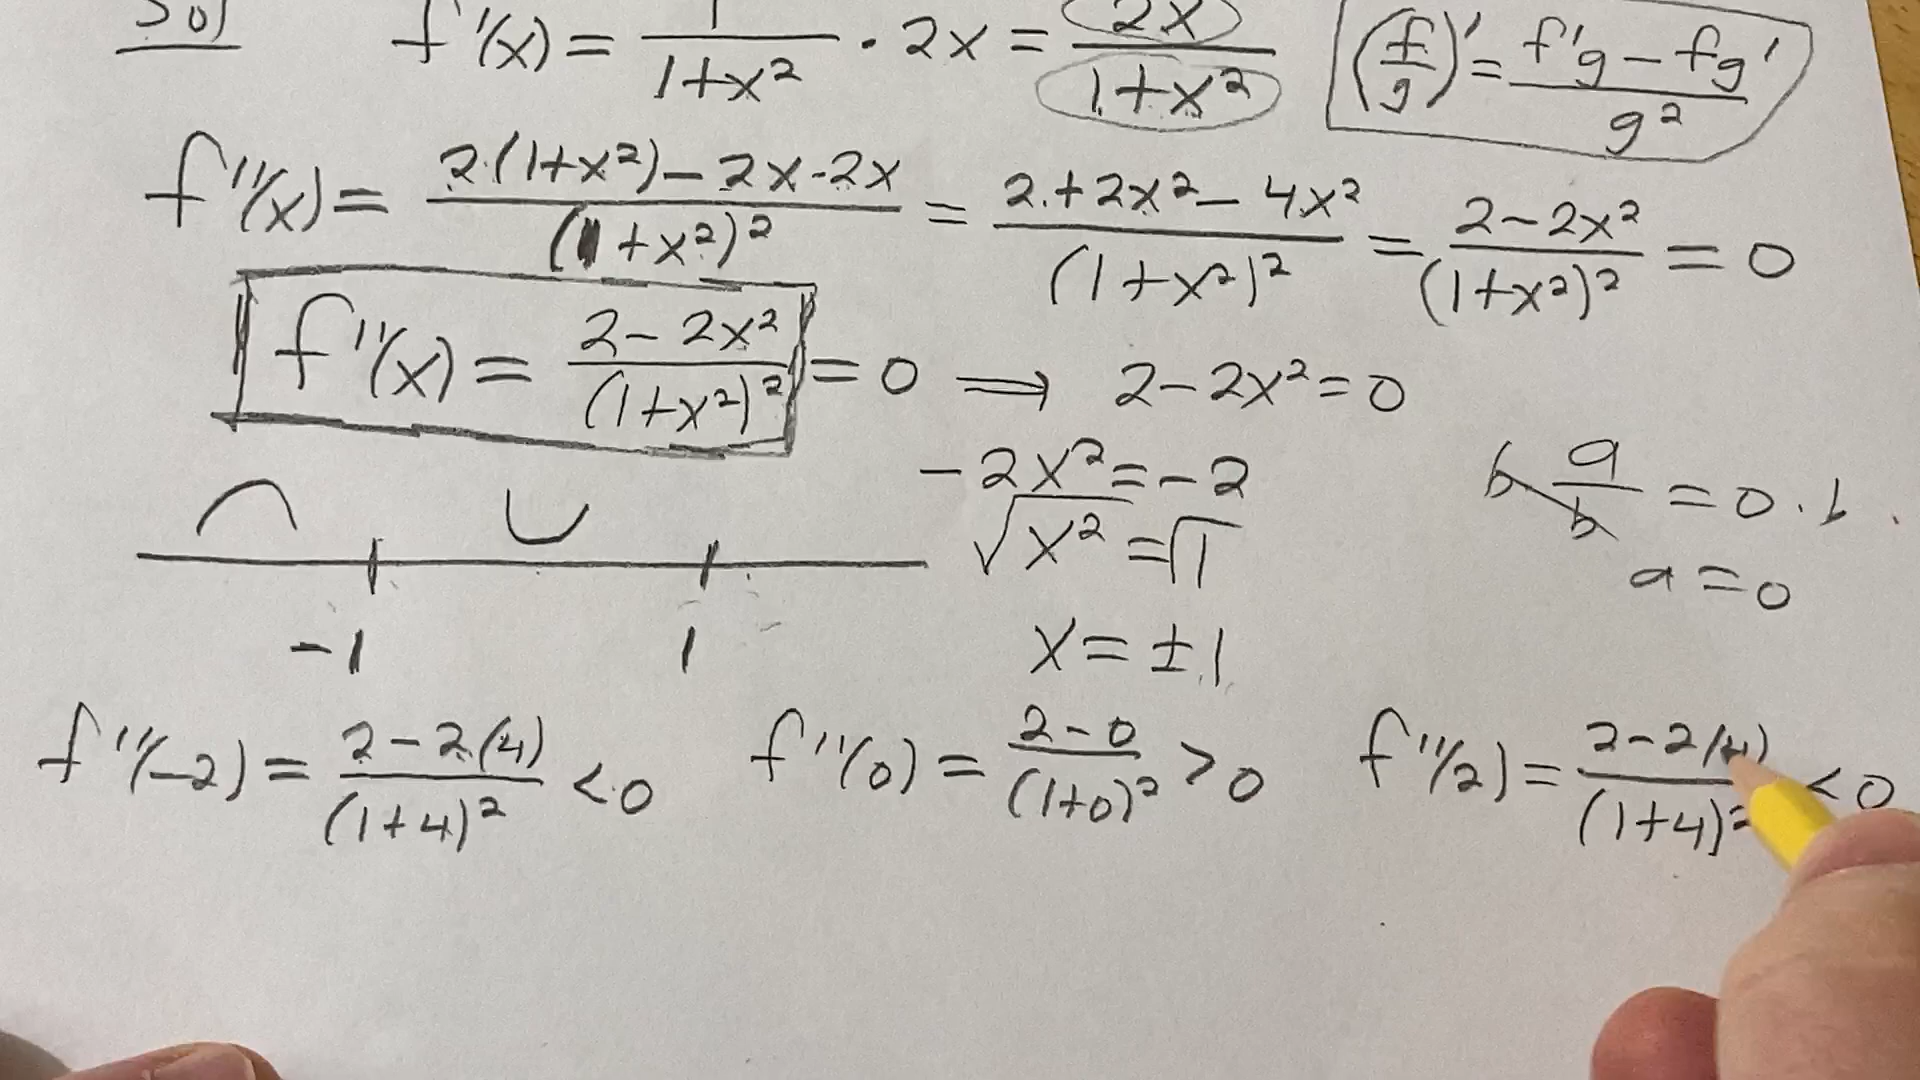 Sol f'(x) = 1/(1+x²) · 2x = 2x/(1+x²) (f/g)' = (f'g - fg')/g²
f''(x) = (2·(1+x²) - 2x·2x)/(1+x²)² = (2+2x² - 4x²)/(1+x²)² = (2-2x²)/(1+x²)² = 0
f''(x) = (2-2x²)/(1+x²)² = 0 ⟹ 2-2x² = 0
-2x² = -2
√x² = √1
x = ±1
b · a/b = 0 · b
a = 0
-1 1
f''(-2) = (2-2(4))/(1+4)² < 0 f''(0) = (2-0)/(1+0)² > 0 f''(2) = (2-2(4))/(1+4)² < 0